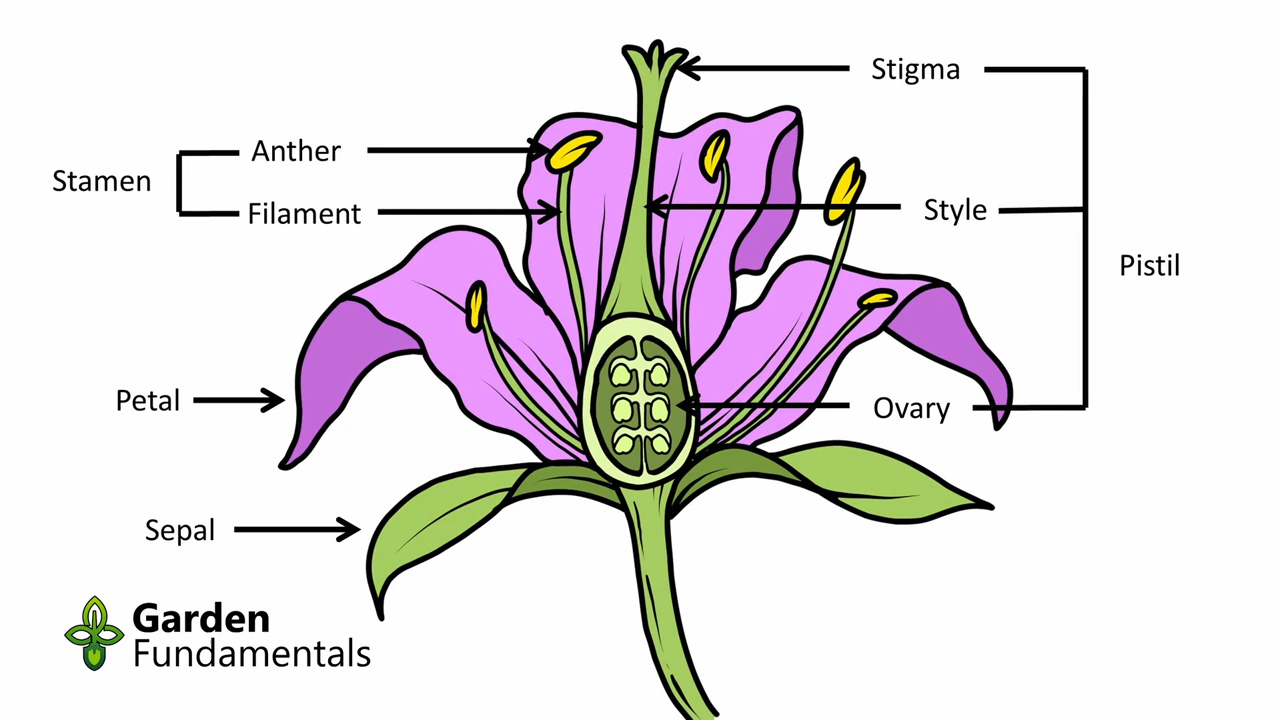 Stigma
Anther
Stamen
Filament
Style
Pistil
Petal
Ovary
Sepal
Garden
Fundamentals